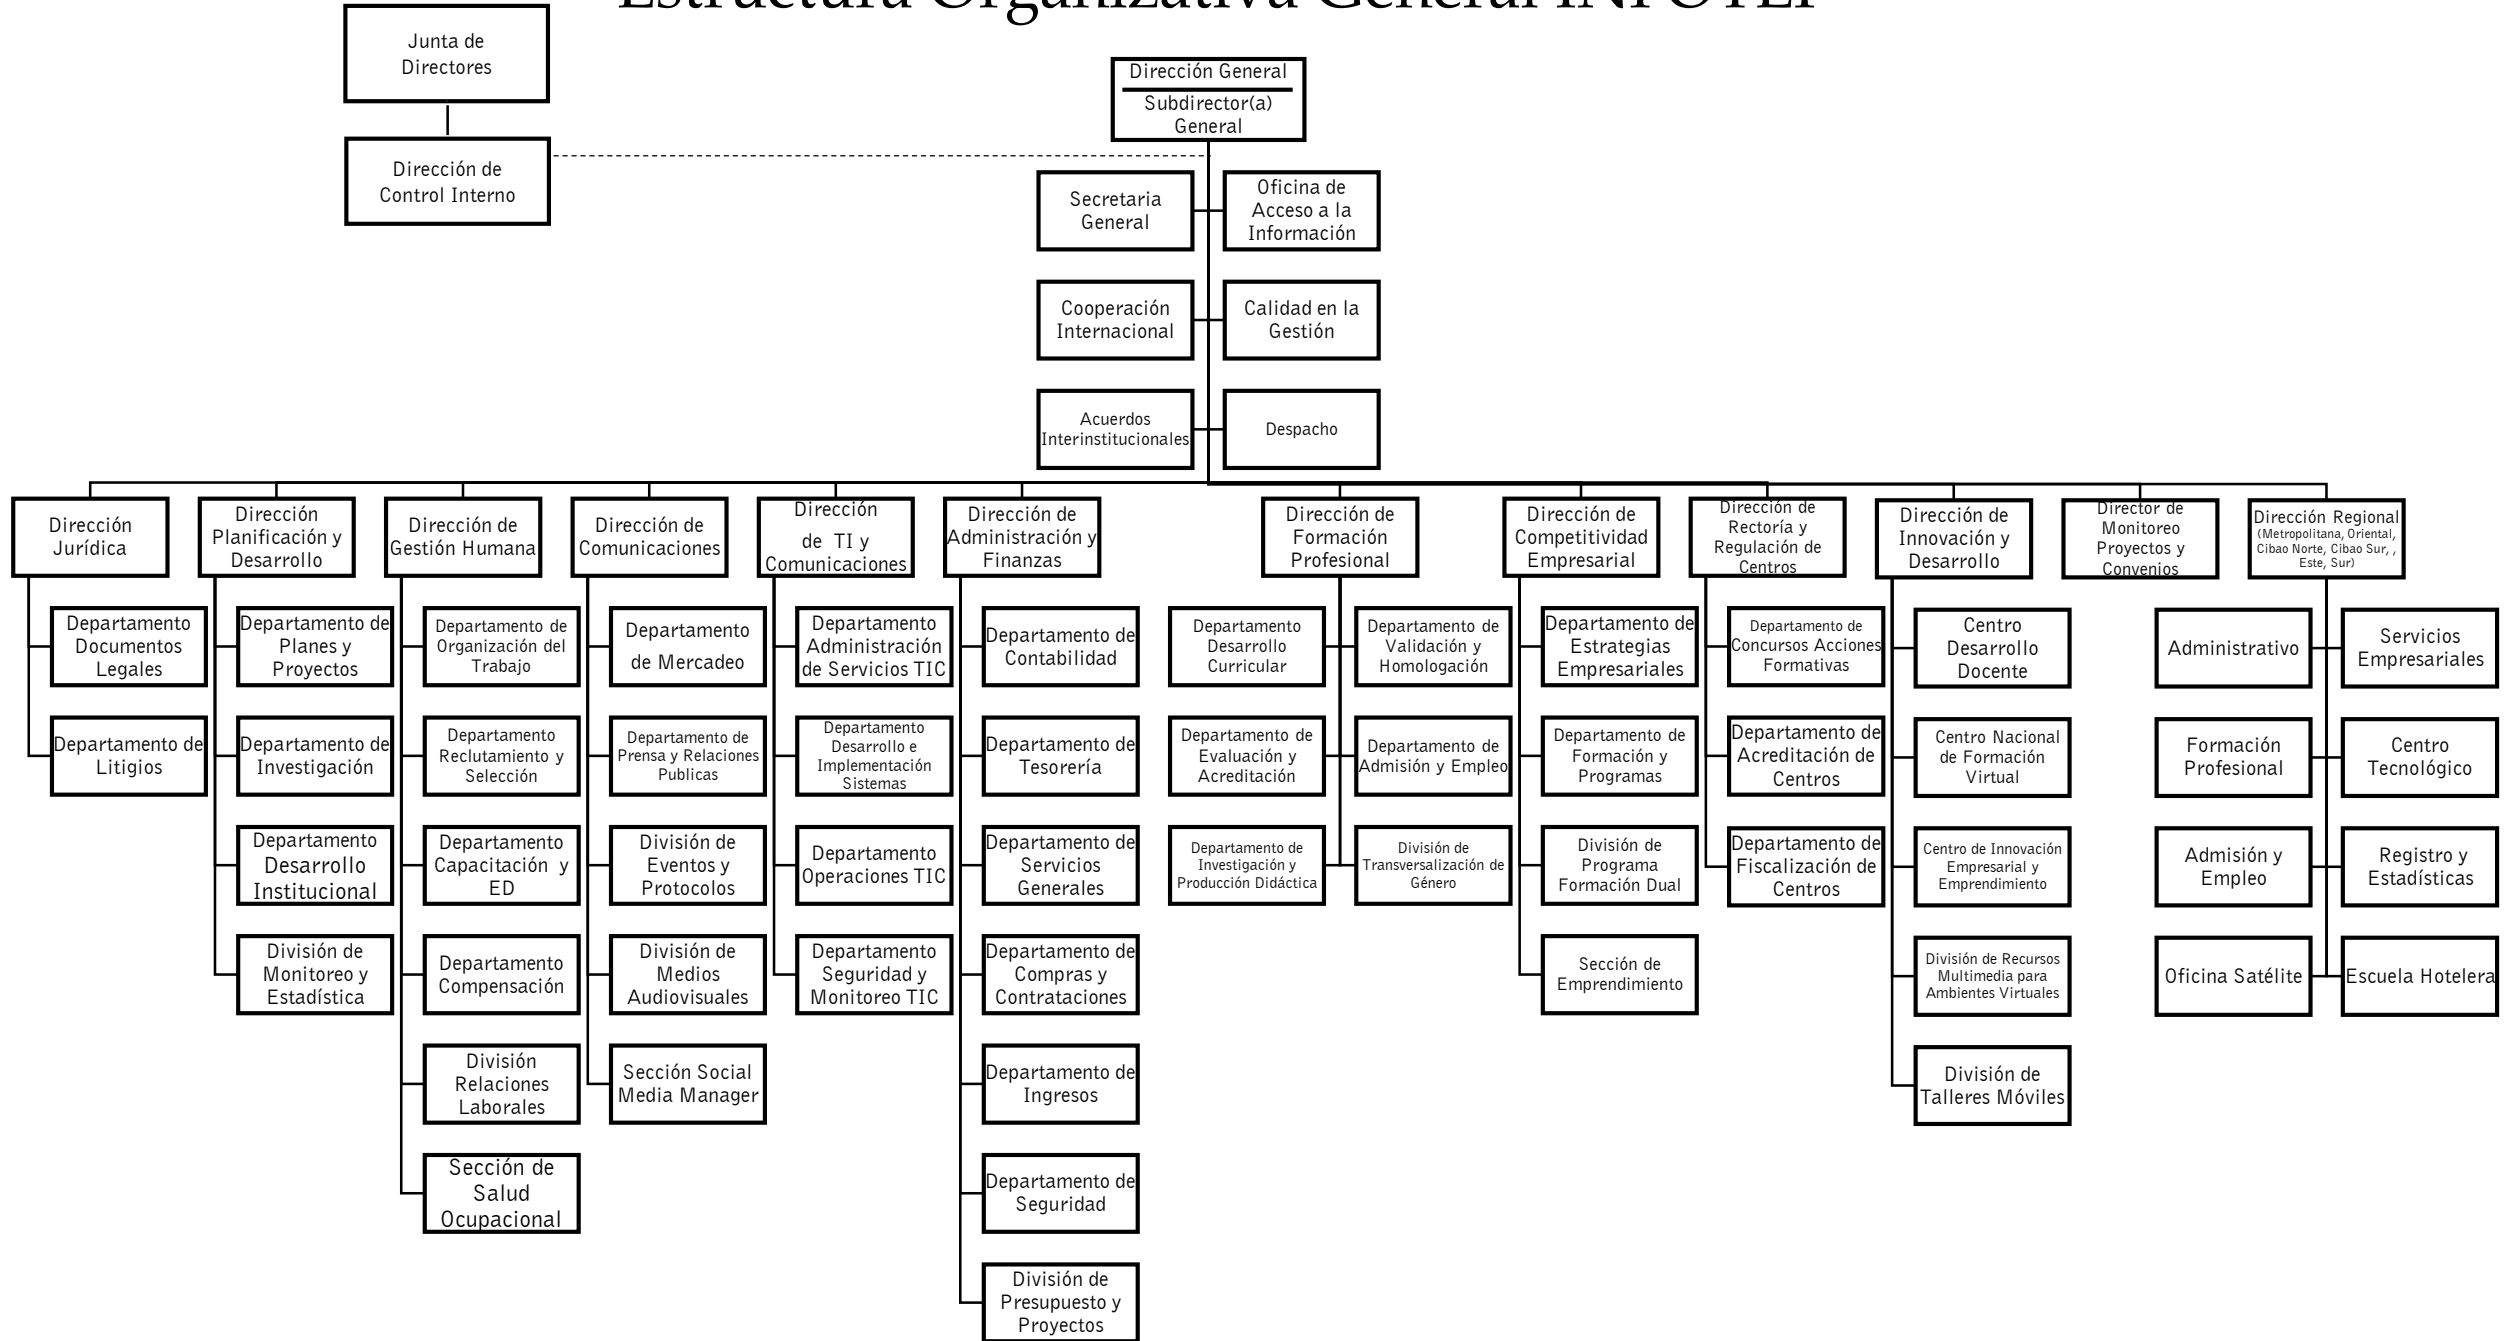 Estructura Organizativa General INFOTEP
Junta de
Directores
Dirección General
Subdirector(a)
General
Dirección de
Control Interno
Secretaria
General
Oficina de
Acceso a la
Información
Cooperación
Internacional
Calidad en la
Gestión
Acuerdos
Interinstitucionales
Despacho
Dirección
Jurídica
Dirección
Planificación y
Desarrollo
Dirección de
Gestión Humana
Dirección de
Comunicaciones
Dirección
de TI y
Comunicaciones
Dirección de
Administración y
Finanzas
Dirección de
Formación
Profesional
Dirección de
Competitividad
Empresarial
Dirección de
Rectoría y
Regulación de
Centros
Dirección de
Innovación y
Desarrollo
Director de
Monitoreo
Proyectos y
Convenios
Dirección Regional
(Metropolitana, Oriental,
Cibao Norte, Cibao Sur, ,
Este, Sur)
Departamento
Documentos
Legales
Departamento de
Litigios
Departamento de
Planes y
Proyectos
Departamento de
Investigación
Departamento
Desarrollo
Institucional
División de
Monitoreo y
Estadística
Departamento de
Organización del
Trabajo
Departamento
Reclutamiento y
Selección
Departamento
Capacitación y
ED
Departamento
Compensación
División
Relaciones
Laborales
Sección de
Salud
Ocupacional
Departamento
de Mercadeo
Departamento de
Prensa y Relaciones
Publicas
División de
Eventos y
Protocolos
División de
Medios
Audiovisuales
Sección Social
Media Manager
Departamento
Administración
de Servicios TIC
Departamento
Desarrollo e
Implementación
Sistemas
Departamento
Operaciones TIC
Departamento
Seguridad y
Monitoreo TIC
Departamento de
Contabilidad
Departamento de
Tesorería
Departamento de
Servicios
Generales
Departamento de
Compras y
Contrataciones
Departamento de
Ingresos
Departamento de
Seguridad
División de
Presupuesto y
Proyectos
Departamento
Desarrollo
Curricular
Departamento de
Validación y
Homologación
Departamento de
Evaluación y
Acreditación
Departamento de
Admisión y Empleo
Departamento de
Investigación y
Producción Didáctica
División de
Transversalización de
Género
Departamento de
Estrategias
Empresariales
Departamento de
Formación y
Programas
División de
Programa
Formación Dual
Sección de
Emprendimiento
Departamento de
Concursos Acciones
Formativas
Departamento de
Acreditación de
Centros
Departamento de
Fiscalización de
Centros
Centro
Desarrollo
Docente
Centro Nacional
de Formación
Virtual
Centro de Innovación
Empresarial y
Emprendimiento
División de Recursos
Multimedia para
Ambientes Virtuales
División de
Talleres Móviles
Administrativo
Servicios
Empresariales
Formación
Profesional
Centro
Tecnológico
Admisión y
Empleo
Registro y
Estadísticas
Oficina Satélite
Escuela Hotelera